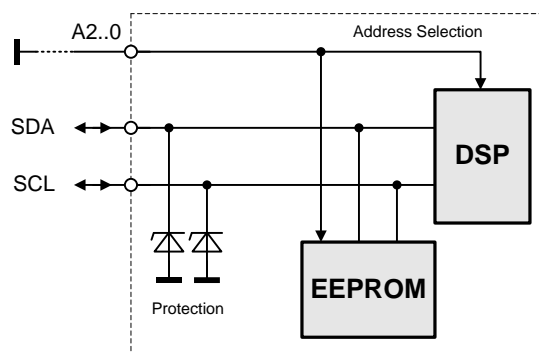 A2..0
Address Selection
SDA
DSP
SCL
EEPROM
Protection